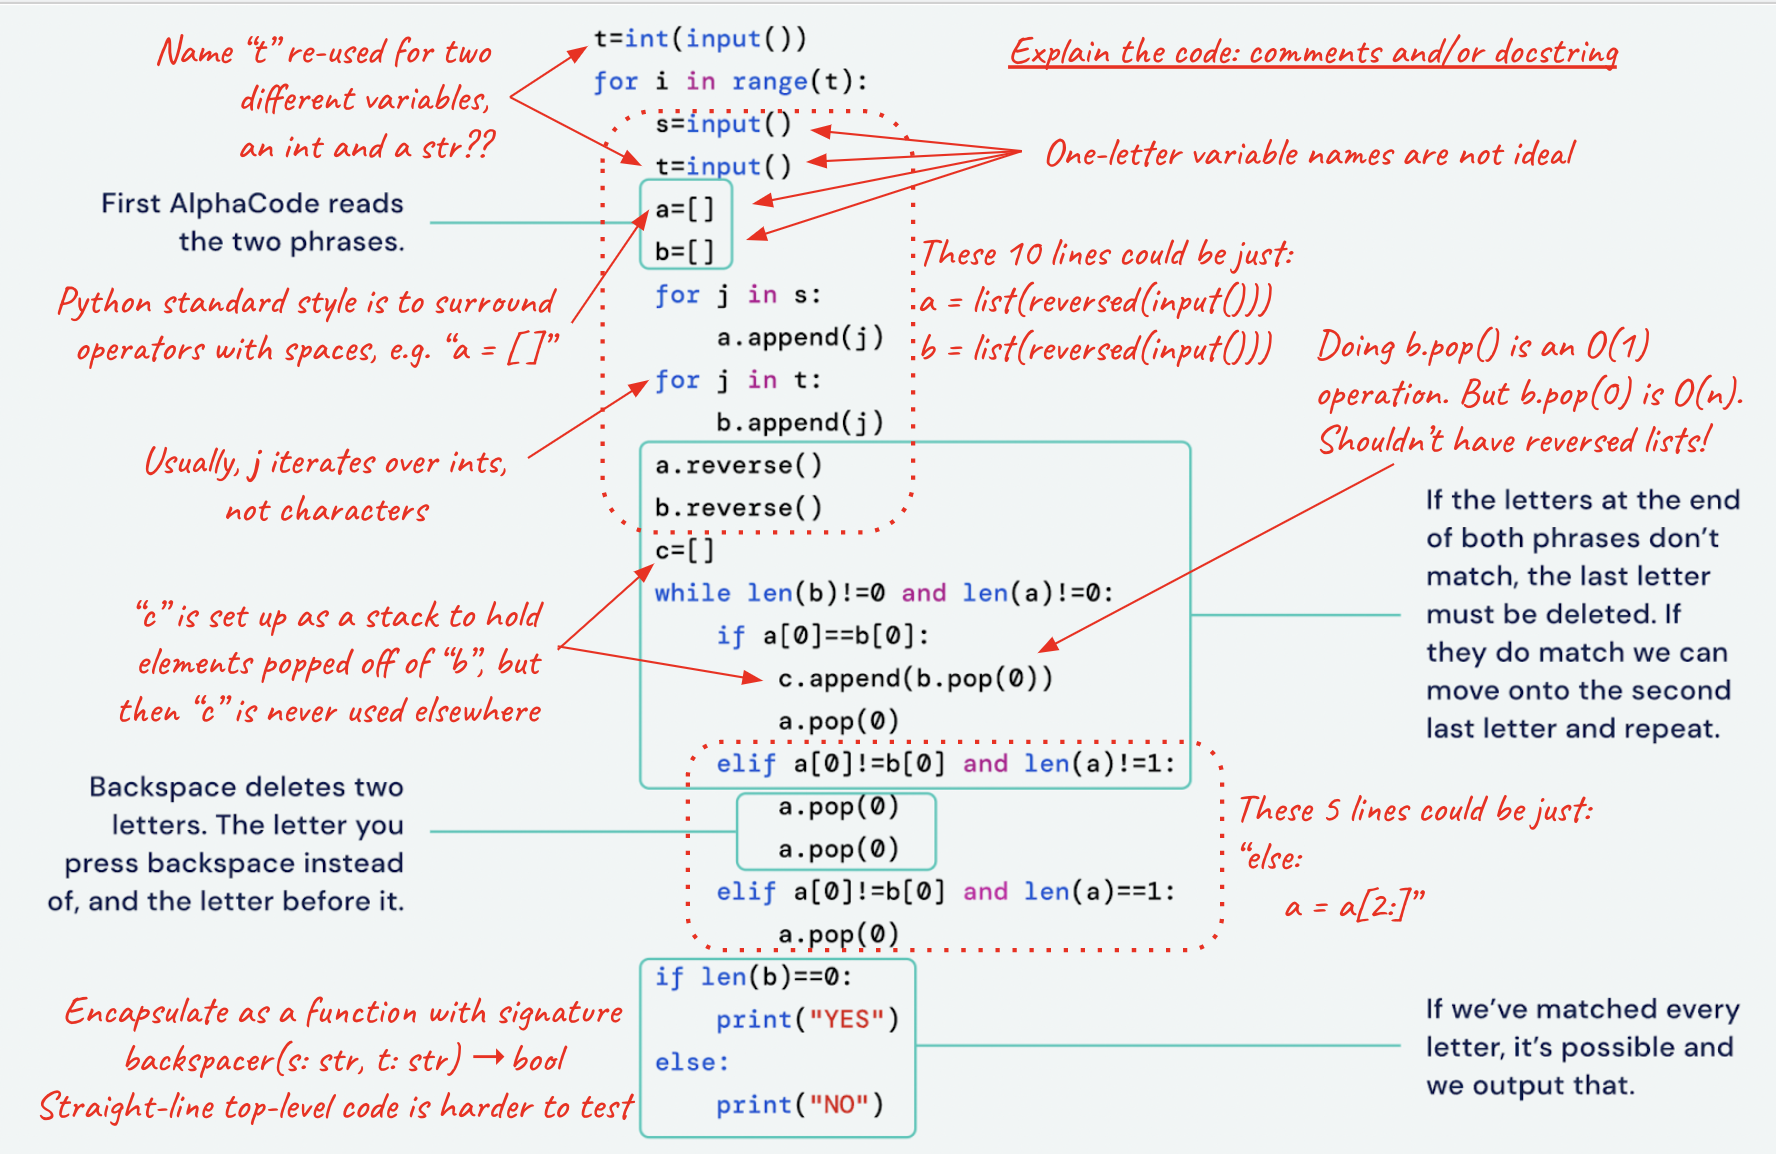 Name “t” re-used for two
different variables,
an int and a str??
t=int(input())
for i in range(t):
s=input()
t=input()
a=[]
b=[]
for j in s:
a.append(j)
for j in t:
b.append(j)
a.reverse()
b.reverse()
c=[]
while len(b)!=0 and len(a)!=0:
if a[0]==b[0]:
c.append(b.pop(0))
a.pop(0)
elif a[0]!=b[0] and len(a)!=1:
a.pop(0)
a.pop(0)
elif a[0]!=b[0] and len(a)==1:
a.pop(0)
if len(b)==0:
print("YES")
else:
print("NO")
Explain the code: comments and/or docstring
One-letter variable names are not ideal
First AlphaCode reads
the two phrases.
These 10 lines could be just:
a = list(reversed(input()))
b = list(reversed(input()))
Python standard style is to surround
operators with spaces, e.g. “a = []”
Doing b.pop() is an O(1)
operation. But b.pop(0) is O(n).
Shouldn’t have reversed lists!
Usually, j iterates over ints,
not characters
If the letters at the end
of both phrases don’t
match, the last letter
must be deleted. If
they do match we can
move onto the second
last letter and repeat.
“c” is set up as a stack to hold
elements popped off of “b”, but
then “c” is never used elsewhere
Backspace deletes two
letters. The letter you
press backspace instead
of, and the letter before it.
These 5 lines could be just:
“else:
a = a[2:]”
Encapsulate as a function with signature
backspacer(s: str, t: str) → bool
Straight-line top-level code is harder to test
If we’ve matched every
letter, it’s possible and
we output that.